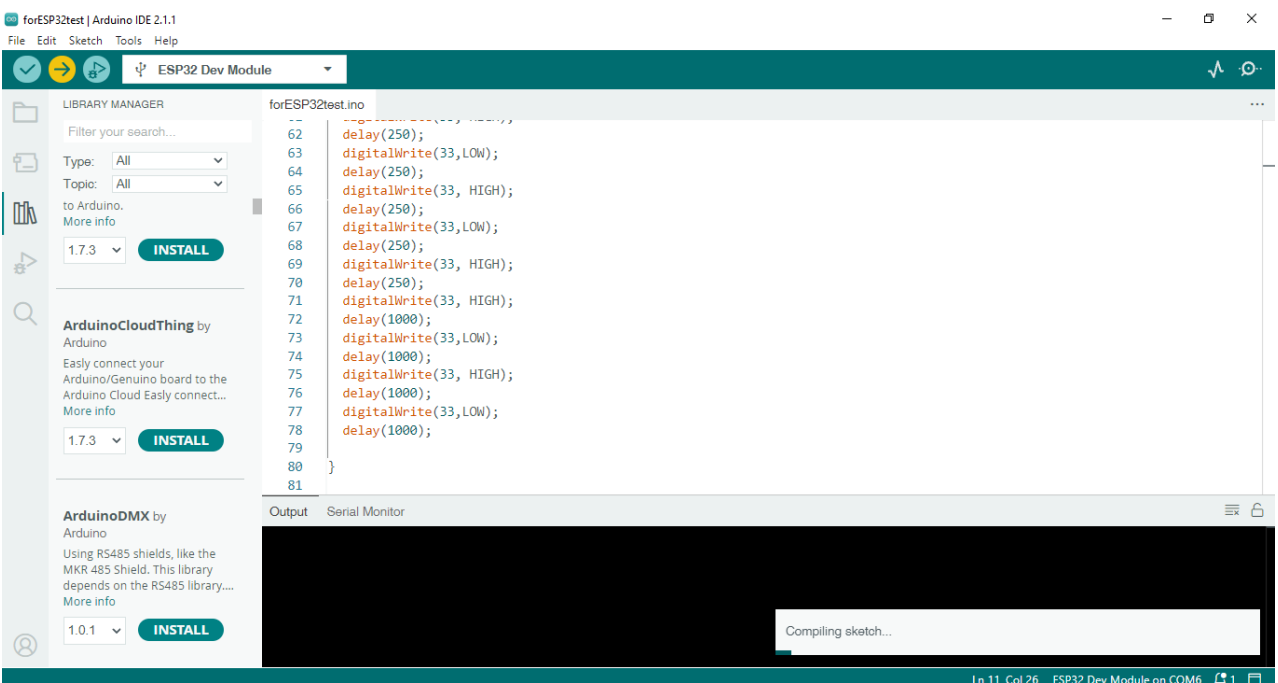 forESP32test | Arduino IDE 2.1.1
File Edit Sketch Tools Help
ESP32 Dev Module
LIBRARY MANAGER
Filter your search...
Type: All
Topic: All
to Arduino.
More info
1.7.3 INSTALL
ArduinoCloudThing by
Arduino
Easly connect your
Arduino/Genuino board to the
Arduino Cloud Easly connect...
More info
1.7.3 INSTALL
ArduinoDMX by
Arduino
Using RS485 shields, like the
MKR 485 Shield. This library
depends on the RS485 library....
More info
1.0.1 INSTALL
forESP32test.ino
62 delay(250);
63 digitalWrite(33,LOW);
64 delay(250);
65 digitalWrite(33, HIGH);
66 delay(250);
67 digitalWrite(33,LOW);
68 delay(250);
69 digitalWrite(33, HIGH);
70 delay(250);
71 digitalWrite(33, HIGH);
72 delay(1000);
73 digitalWrite(33,LOW);
74 delay(1000);
75 digitalWrite(33, HIGH);
76 delay(1000);
77 digitalWrite(33,LOW);
78 delay(1000);
79
80 }
81
Output Serial Monitor
Compiling sketch...
Ln 11, Col 26 ESP32 Dev Module on COM6 1